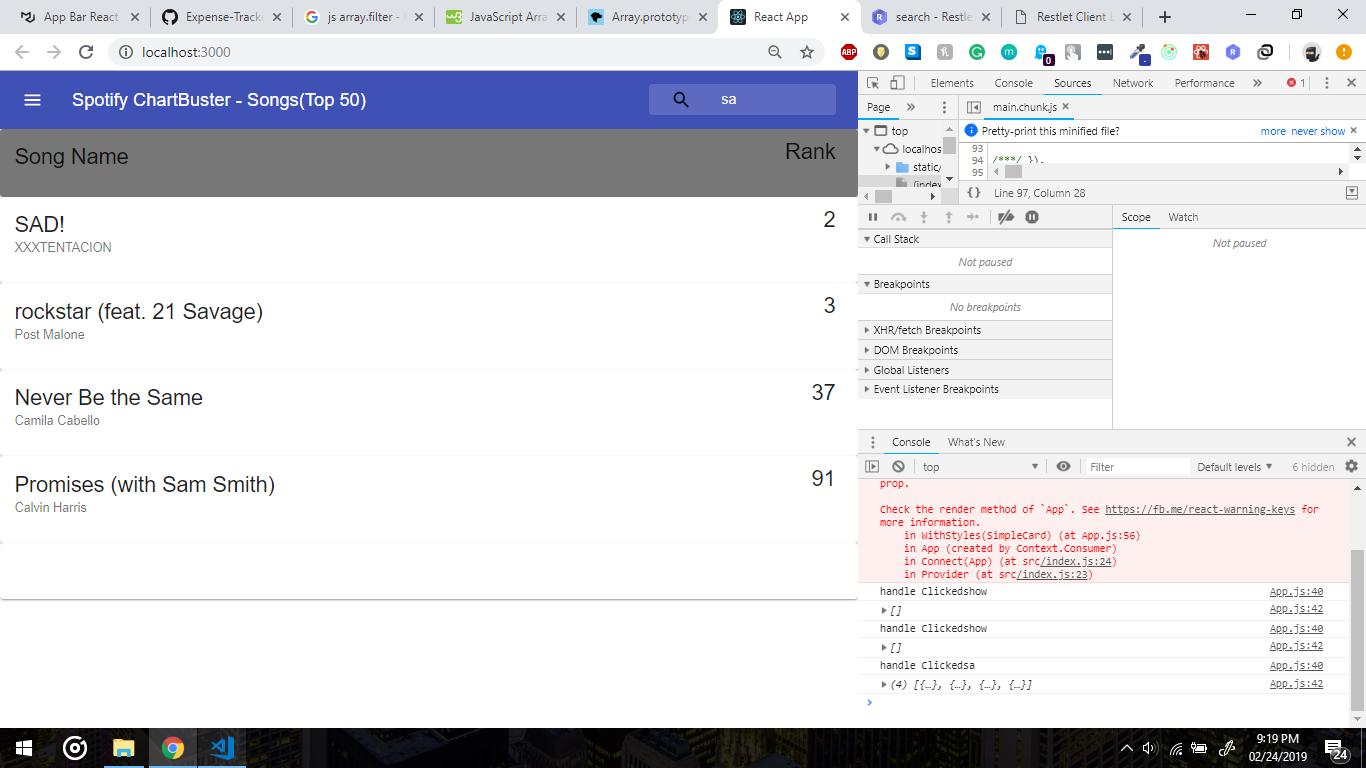 App Bar React
Expense-Track
js array.filter -
JavaScript Arra
Array.prototyp
React App
search - Restle
Restlet Client L
localhost:3000
ABP
0
Spotify ChartBuster - Songs(Top 50)
sa
Song Name
Rank
SAD!
2
XXXTENTACION
rockstar (feat. 21 Savage)
3
Post Malone
Never Be the Same
37
Camila Cabello
Promises (with Sam Smith)
91
Calvin Harris
Elements
Console
Sources
Network
Performance
1
Page
main.chunk.js
top
localhos
static/
(index
Pretty-print this minified file?
more never show
93
94 /***/ }),
95
{} Line 97, Column 28
Call Stack
Not paused
Breakpoints
No breakpoints
XHR/fetch Breakpoints
DOM Breakpoints
Global Listeners
Event Listener Breakpoints
Scope
Watch
Not paused
Console
What's New
top
Filter
Default levels
6 hidden
prop.
Check the render method of `App`. See https://fb.me/react-warning-keys for
more information.
in WithStyles(SimpleCard) (at App.js:56)
in App (created by Context.Consumer)
in Connect(App) (at src/index.js:24)
in Provider (at src/index.js:23)
handle Clickedshow
App.js:40
[]
App.js:42
handle Clickedshow
App.js:40
[]
App.js:42
handle Clickedsa
App.js:40
(4) [{…}, {…}, {…}, {…}]
App.js:42
9:19 PM
02/24/2019
24